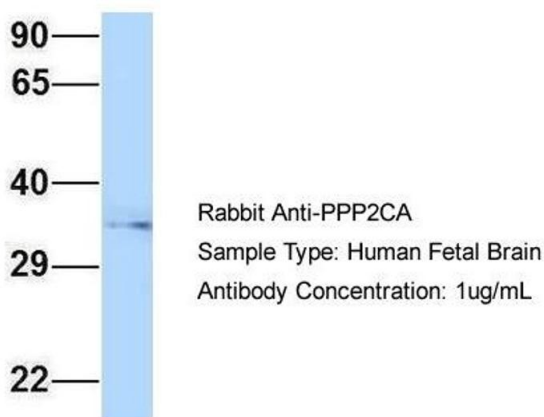 90
65
40
Rabbit Anti-PPP2CA
Sample Type: Human Fetal Brain
29
Antibody Concentration: 1ug/mL
22